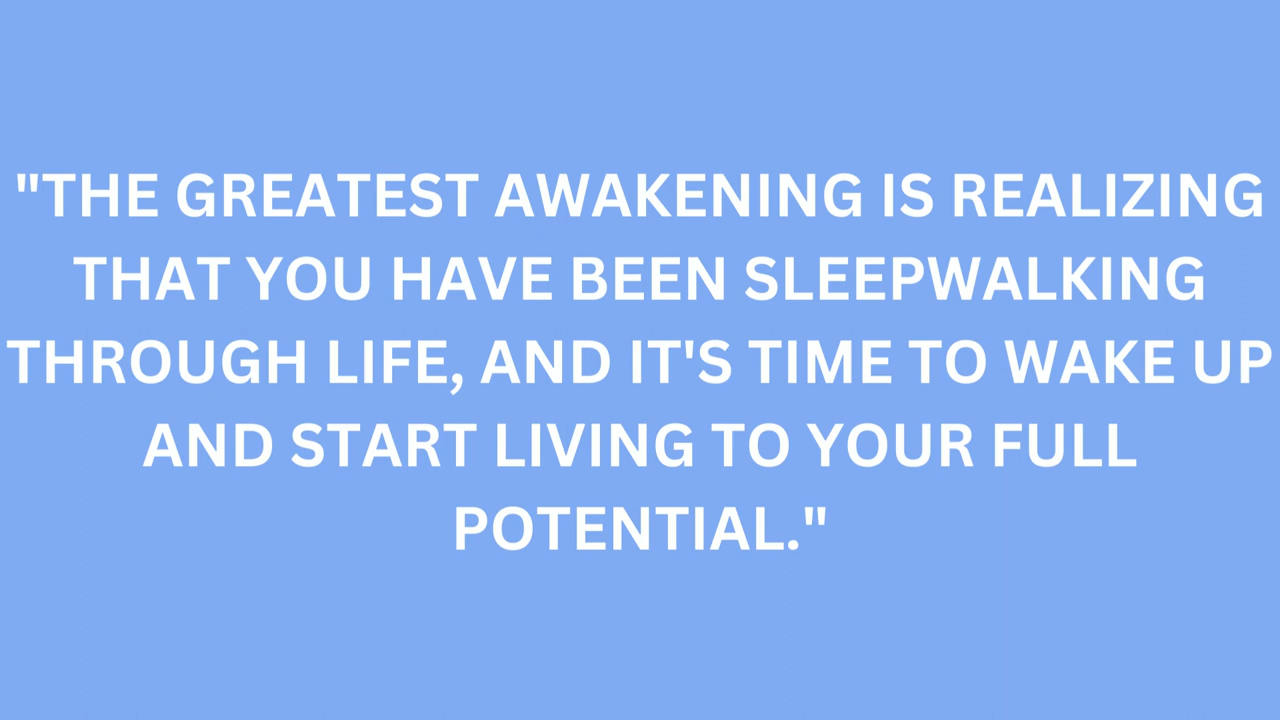 "THE GREATEST AWAKENING IS REALIZING
THAT YOU HAVE BEEN SLEEPWALKING
THROUGH LIFE, AND IT'S TIME TO WAKE UP
AND START LIVING TO YOUR FULL
POTENTIAL."